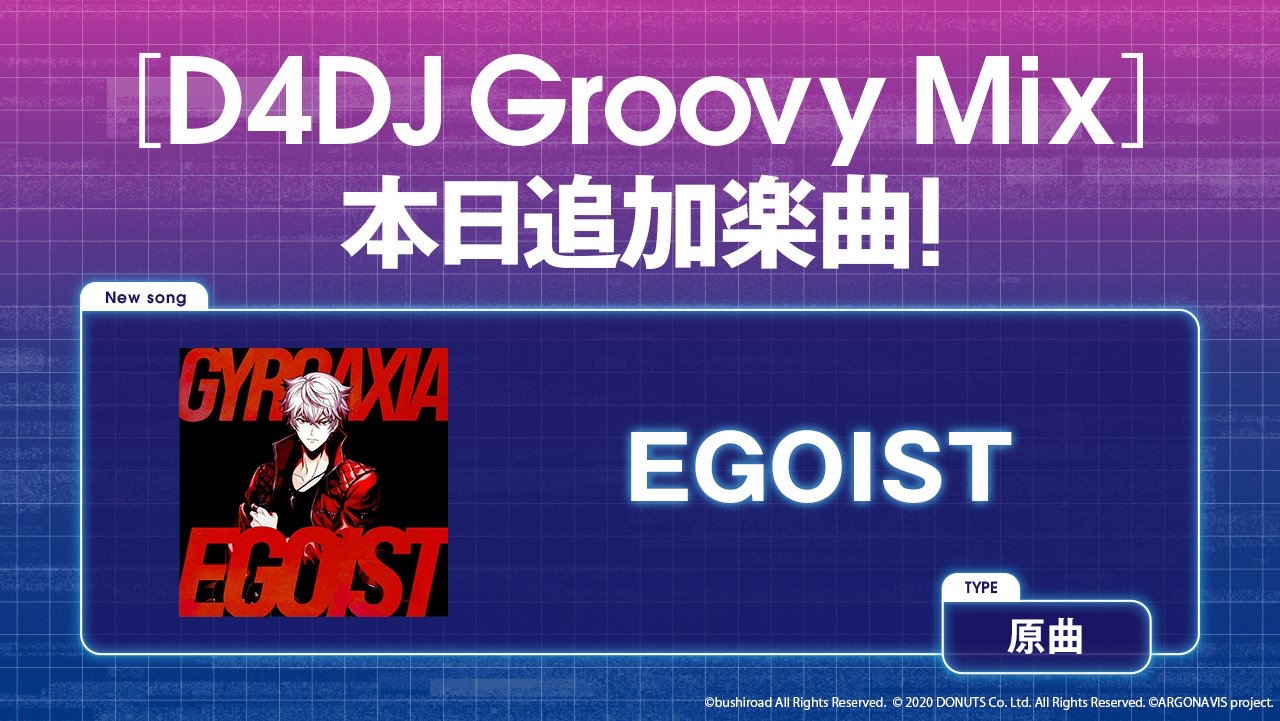 [D4DJ Groovy Mix]
本日追加楽曲!
New song
GYROAXIA
EGOIST
EGOIST
TYPE
原曲
©bushiroad All Rights Reserved. © 2020 DONUTS Co. Ltd. All Rights Reserved. ©ARGONAVIS project.